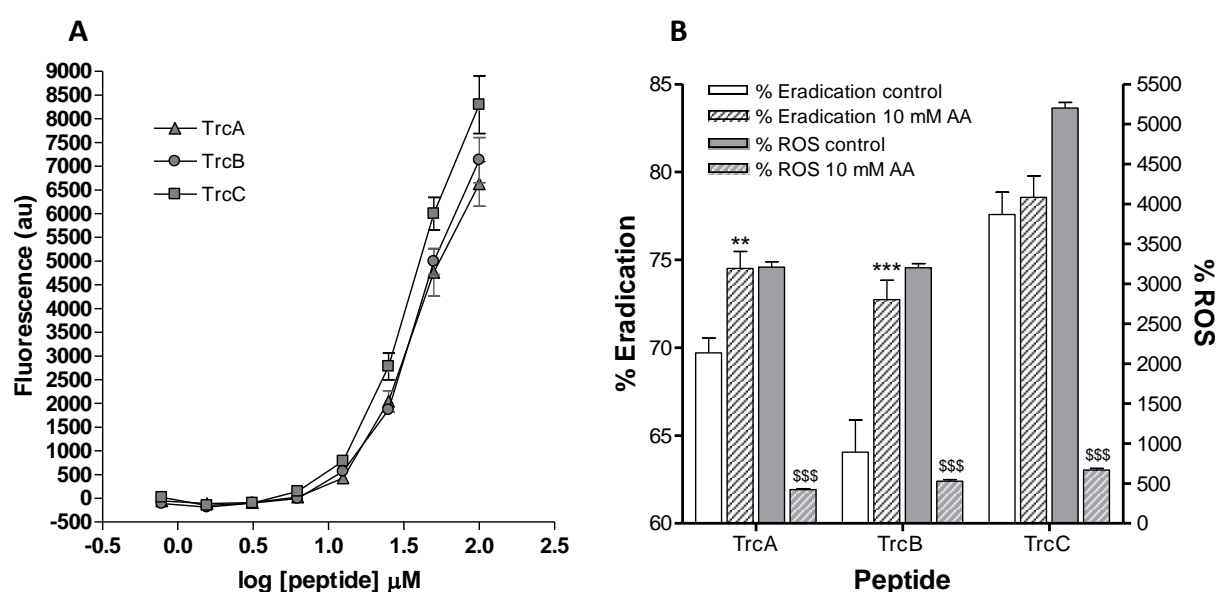 A
Fluorescence (au)
9000
8500
8000
7500
7000
6500
6000
5500
5000
4500
4000
3500
3000
2500
2000
1500
1000
500
0
-500
TrcA
TrcB
TrcC
-0.5 0.0 0.5 1.0 1.5 2.0 2.5
log [peptide] μM
B
% Eradication
85
80
75
70
65
60
% Eradication control
% Eradication 10 mM AA
% ROS control
% ROS 10 mM AA
**
$$$
***
$$$
$$$
5500
5000
4500
4000
3500
3000
2500
2000
1500
1000
500
0
% ROS
TrcA TrcB TrcC
Peptide